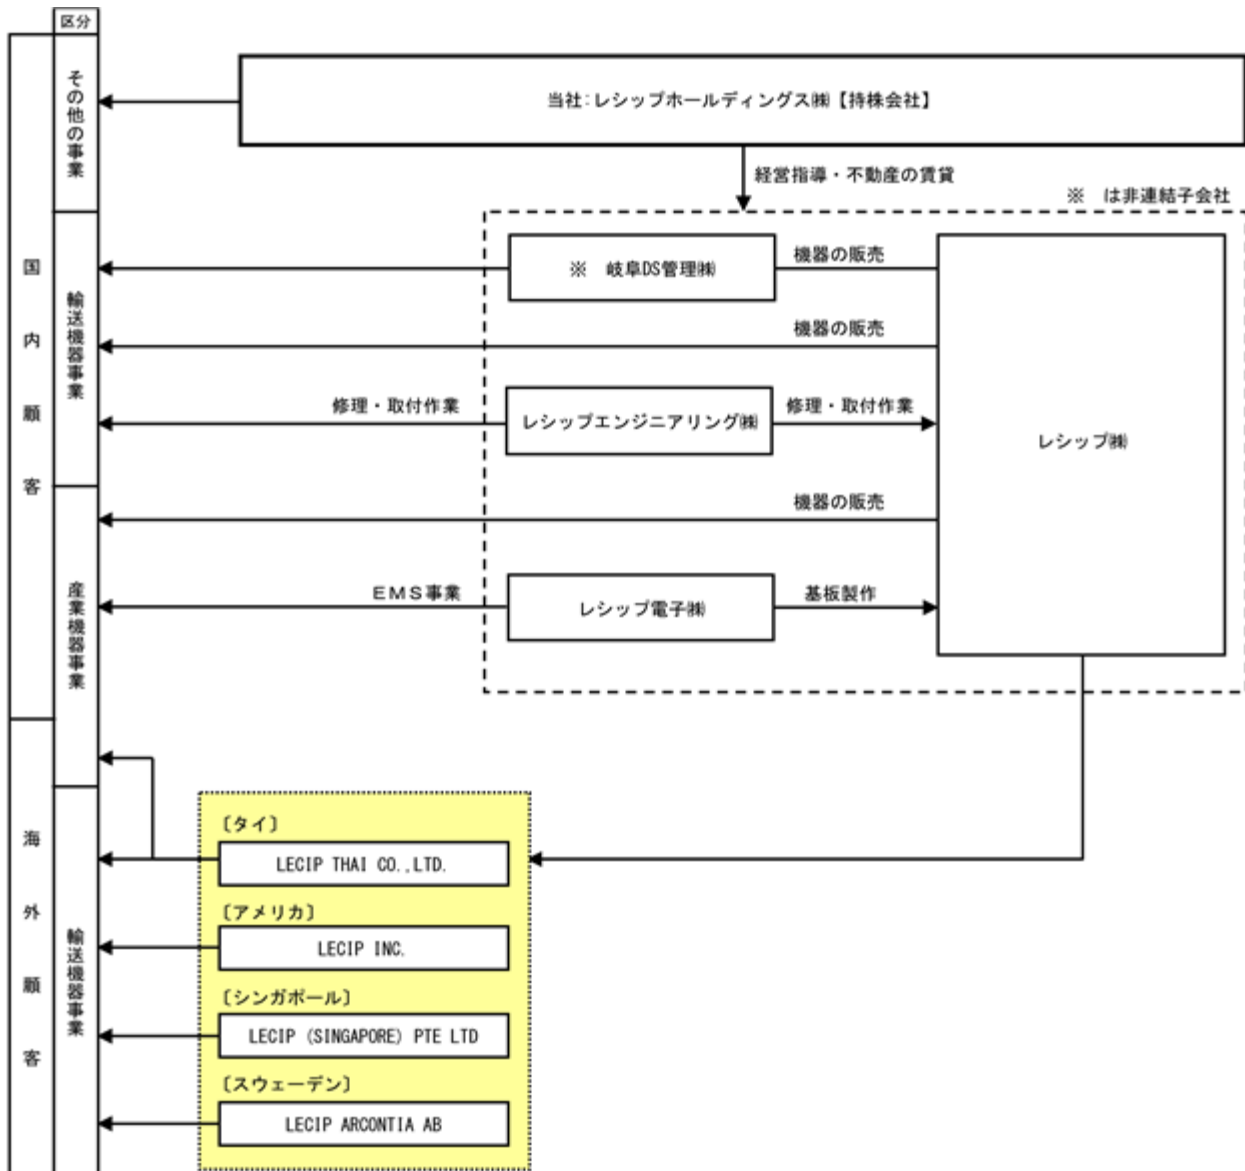 区分
その他の事業
当社：レシップホールディングス㈱【持株会社】
経営指導・不動産の賃貸
※　は非連結子会社
国内顧客
輸送機器事業
※　岐阜DS管理㈱
機器の販売
機器の販売
修理・取付作業
レシップエンジニアリング㈱
修理・取付作業
レシップ㈱
機器の販売
産業機器事業
ＥＭＳ事業
レシップ電子㈱
基板製作
海外顧客
輸送機器事業
〔タイ〕
LECIP THAI CO.,LTD.
〔アメリカ〕
LECIP INC.
〔シンガポール〕
LECIP (SINGAPORE) PTE LTD
〔スウェーデン〕
LECIP ARCONTIA AB